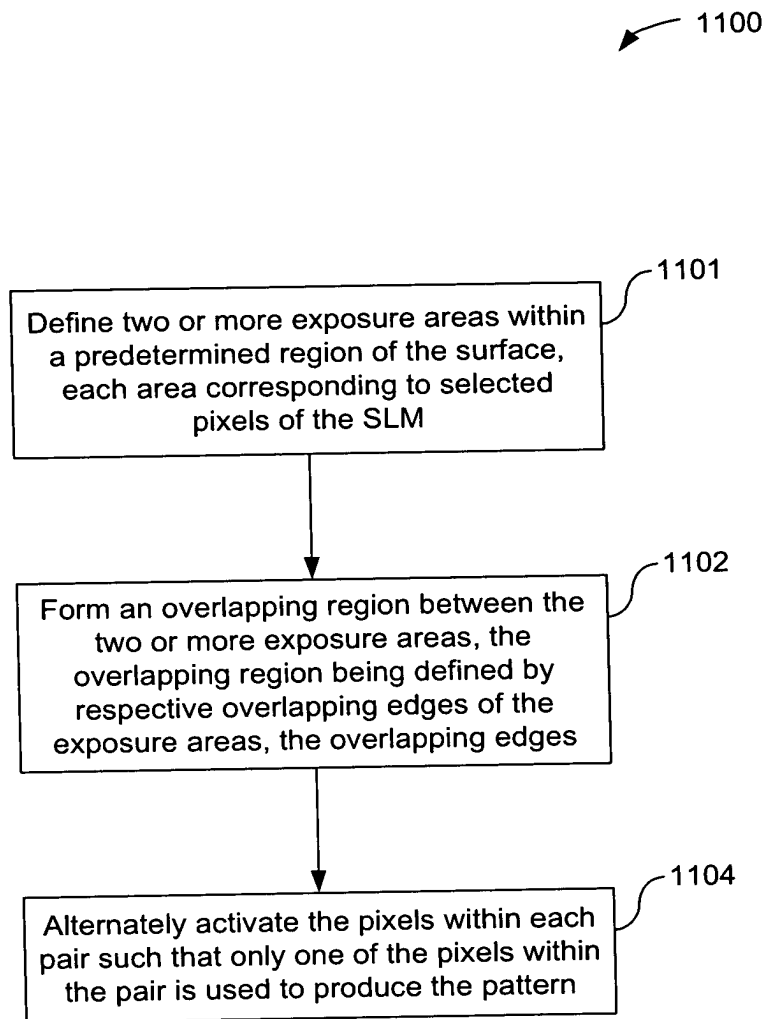 1100
1101
Define two or more exposure areas within
a predetermined region of the surface,
each area corresponding to selected
pixels of the SLM
1102
Form an overlapping region between the
two or more exposure areas, the
overlapping region being defined by
respective overlapping edges of the
exposure areas, the overlapping edges
1104
Alternately activate the pixels within each
pair such that only one of the pixels within
the pair is used to produce the pattern